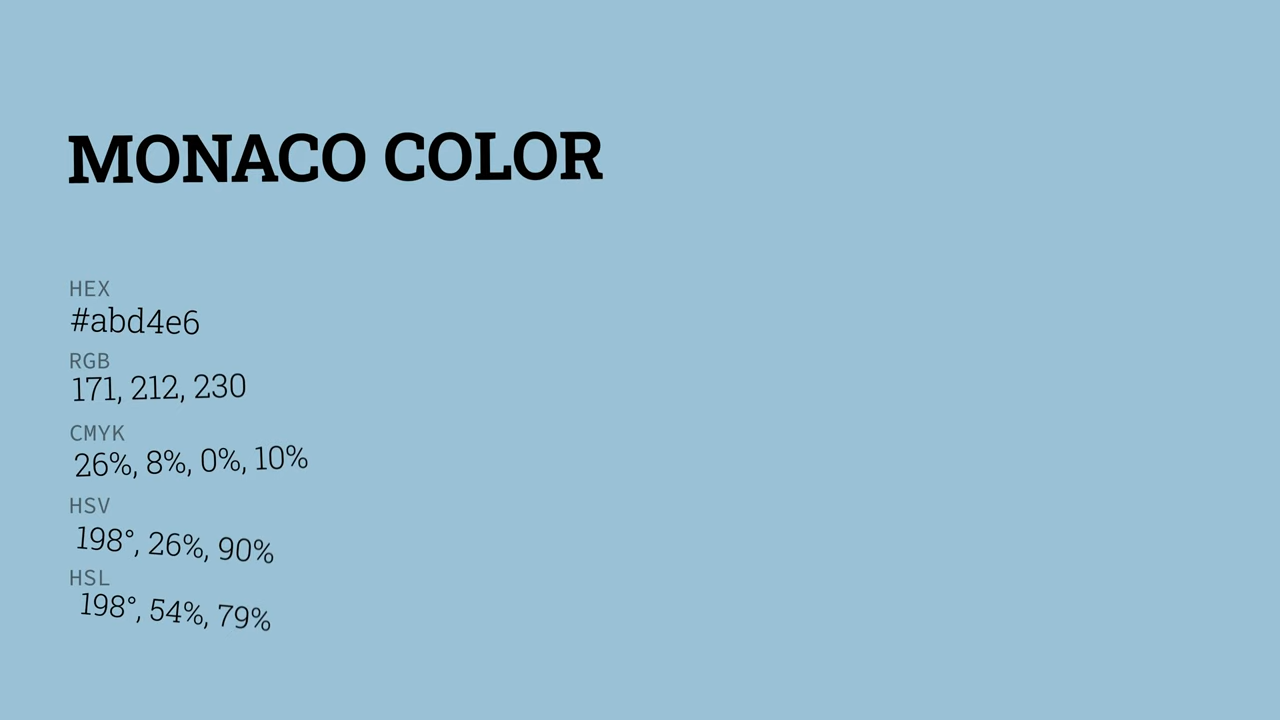 MONACO COLOR
HEX
#abd4e6
RGB
171, 212, 230
CMYK
26%, 8%, 0%, 10%
HSV
198°, 26%, 90%
HSL
198°, 54%, 79%